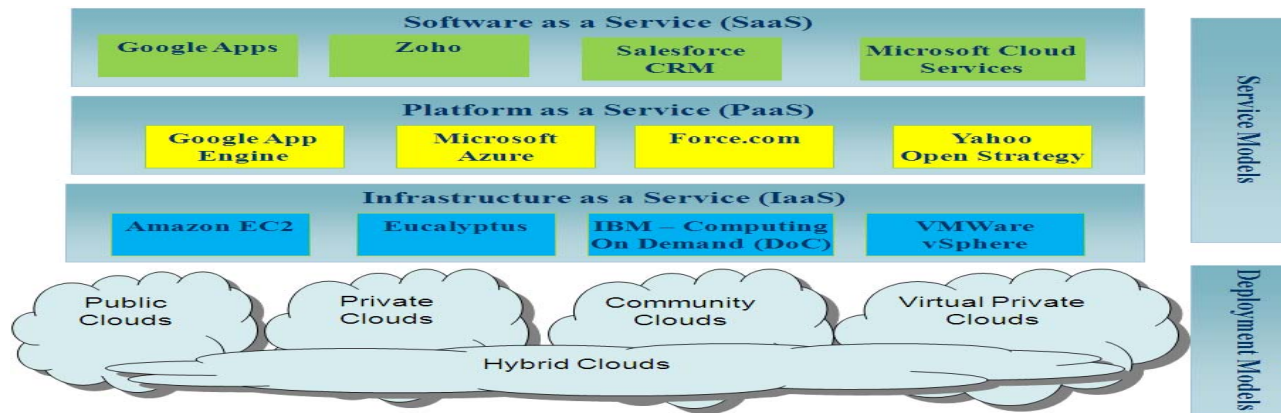 Software as a Service (SaaS)
Google Apps
Zoho
Salesforce
CRM
Microsoft Cloud
Services
Platform as a Service (PaaS)
Google App
Engine
Microsoft
Azure
Force.com
Yahoo
Open Strategy
Infrastructure as a Service (IaaS)
Amazon EC2
Eucalyptus
IBM – Computing
On Demand (DoC)
VMWare
vSphere
Service Models
Public
Clouds
Private
Clouds
Community
Clouds
Virtual Private
Clouds
Hybrid Clouds
Deployment Models